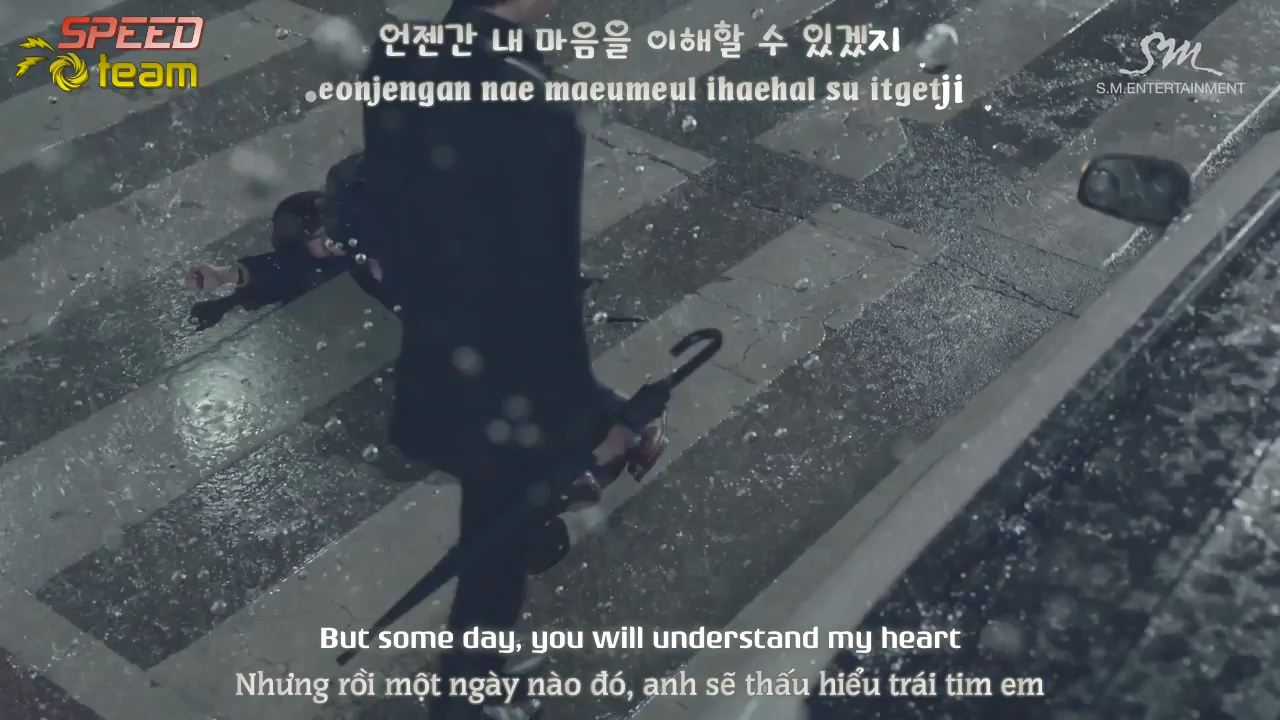 SPEED
team
언젠간 내 마음을 이해할 수 있겠지
eonjengan nae maeumeul ihaehal su itgetji
SM
S.M.ENTERTAINMENT
But some day, you will understand my heart
Nhưng rồi một ngày nào đó, anh sẽ thấu hiểu trái tim em